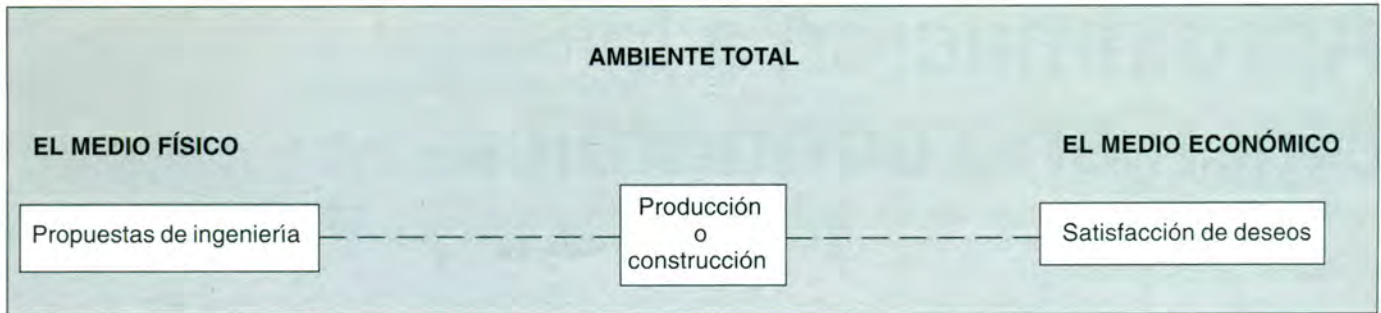 AMBIENTE TOTAL
EL MEDIO FÍSICO
EL MEDIO ECONÓMICO
Propuestas de ingeniería
Producción
o
construcción
Satisfacción de deseos